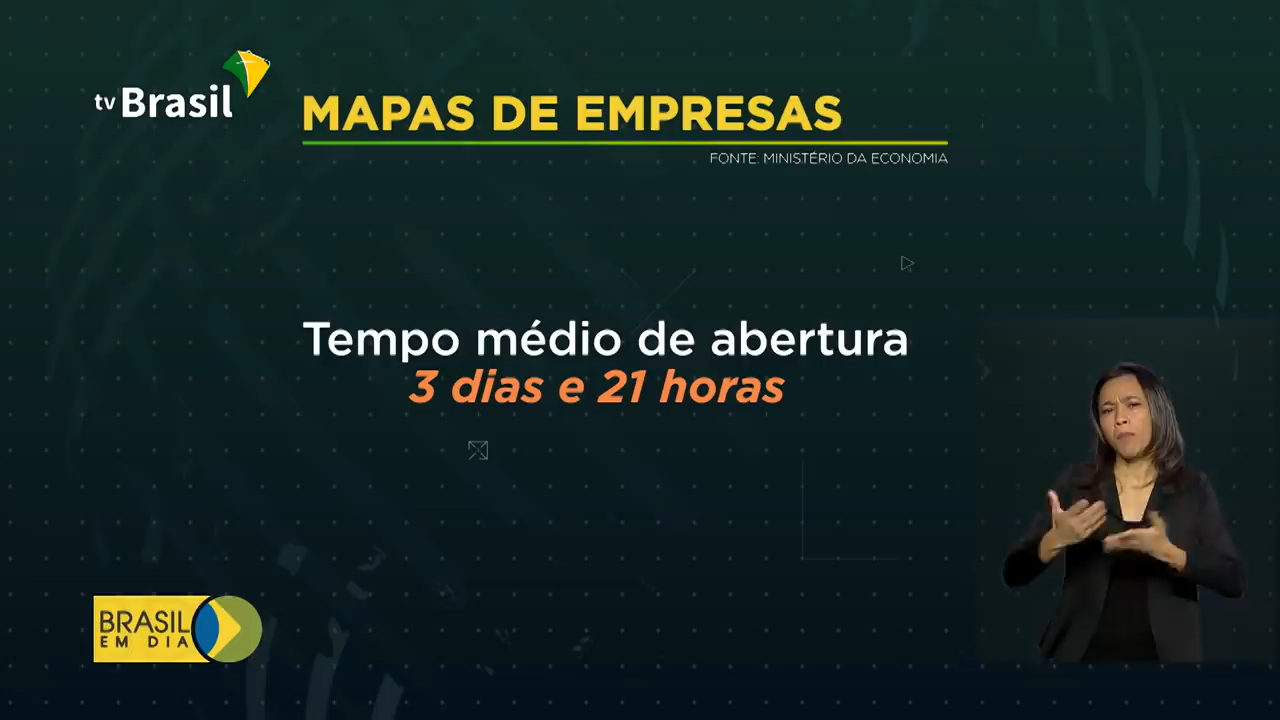 tv Brasil
MAPAS DE EMPRESAS
FONTE: MINISTÉRIO DA ECONOMIA
Tempo médio de abertura
3 dias e 21 horas
BRASIL
EM DIA